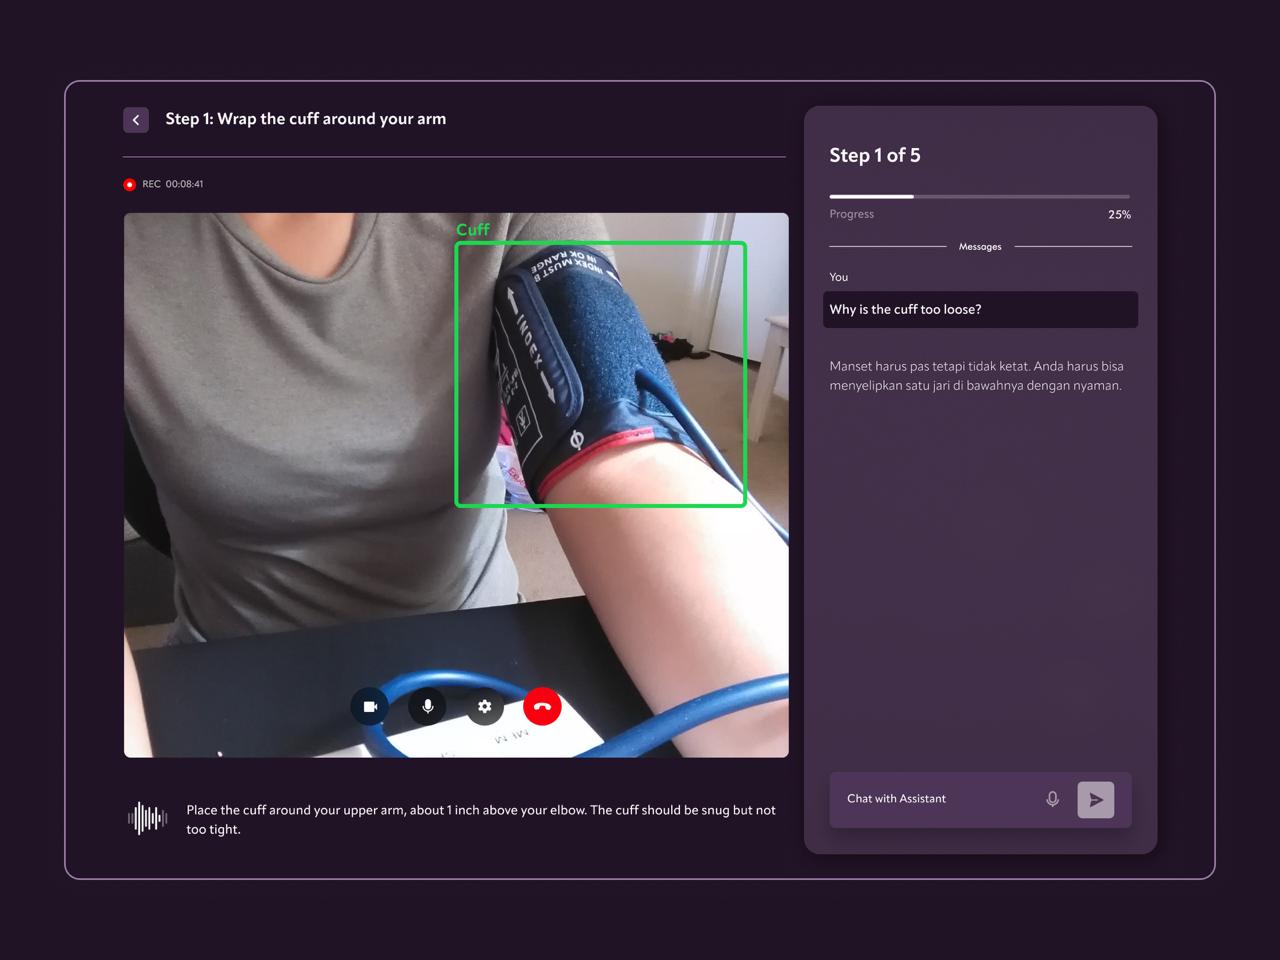 Step 1: Wrap the cuff around your arm
REC 00:08:41
Cuff
INDEX MUST B
IN OK RANGE
INDEX
Place the cuff around your upper arm, about 1 inch above your elbow. The cuff should be snug but not
too tight.
Step 1 of 5
Progress
25%
Messages
You
Why is the cuff too loose?
Manset harus pas tetapi tidak ketat. Anda harus bisa
menyelipkan satu jari di bawahnya dengan nyaman.
Chat with Assistant